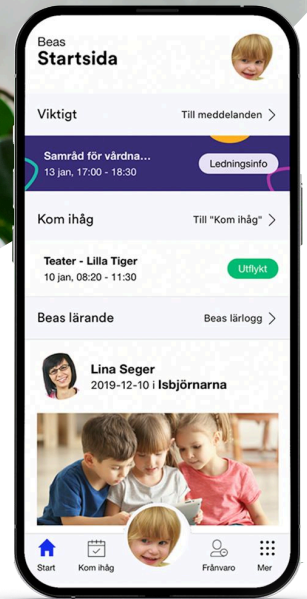 Beas
Startsida
Viktigt
Till meddelanden
Samråd för vårdna...
13 jan, 17:00 - 18:30
Ledningsinfo
Kom ihåg
Till "Kom ihåg"
Teater - Lilla Tiger
10 jan, 08:20 - 11:30
Utflykt
Beas lärande
Beas lärlogg
Lina Seger
2019-12-10 i Isbjörnarna
Start
Kom ihåg
Frånvaro
Mer